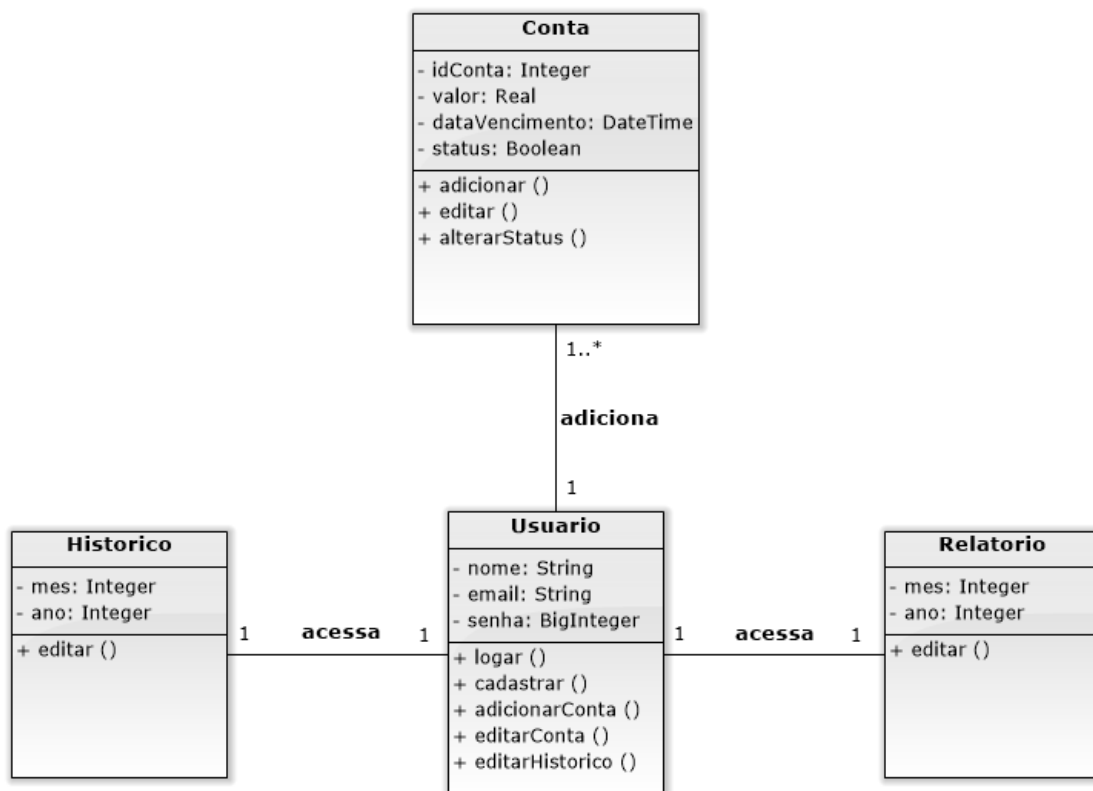 Conta
- idConta: Integer
- valor: Real
- dataVencimento: DateTime
- status: Boolean
+ adicionar ()
+ editar ()
+ alterarStatus ()
1..*
adiciona
1
Historico
- mes: Integer
- ano: Integer
+ editar ()
1
acessa
1
Usuario
- nome: String
- email: String
- senha: BigInteger
+ logar ()
+ cadastrar ()
+ adicionarConta ()
+ editarConta ()
+ editarHistorico ()
1
acessa
1
Relatorio
- mes: Integer
- ano: Integer
+ editar ()